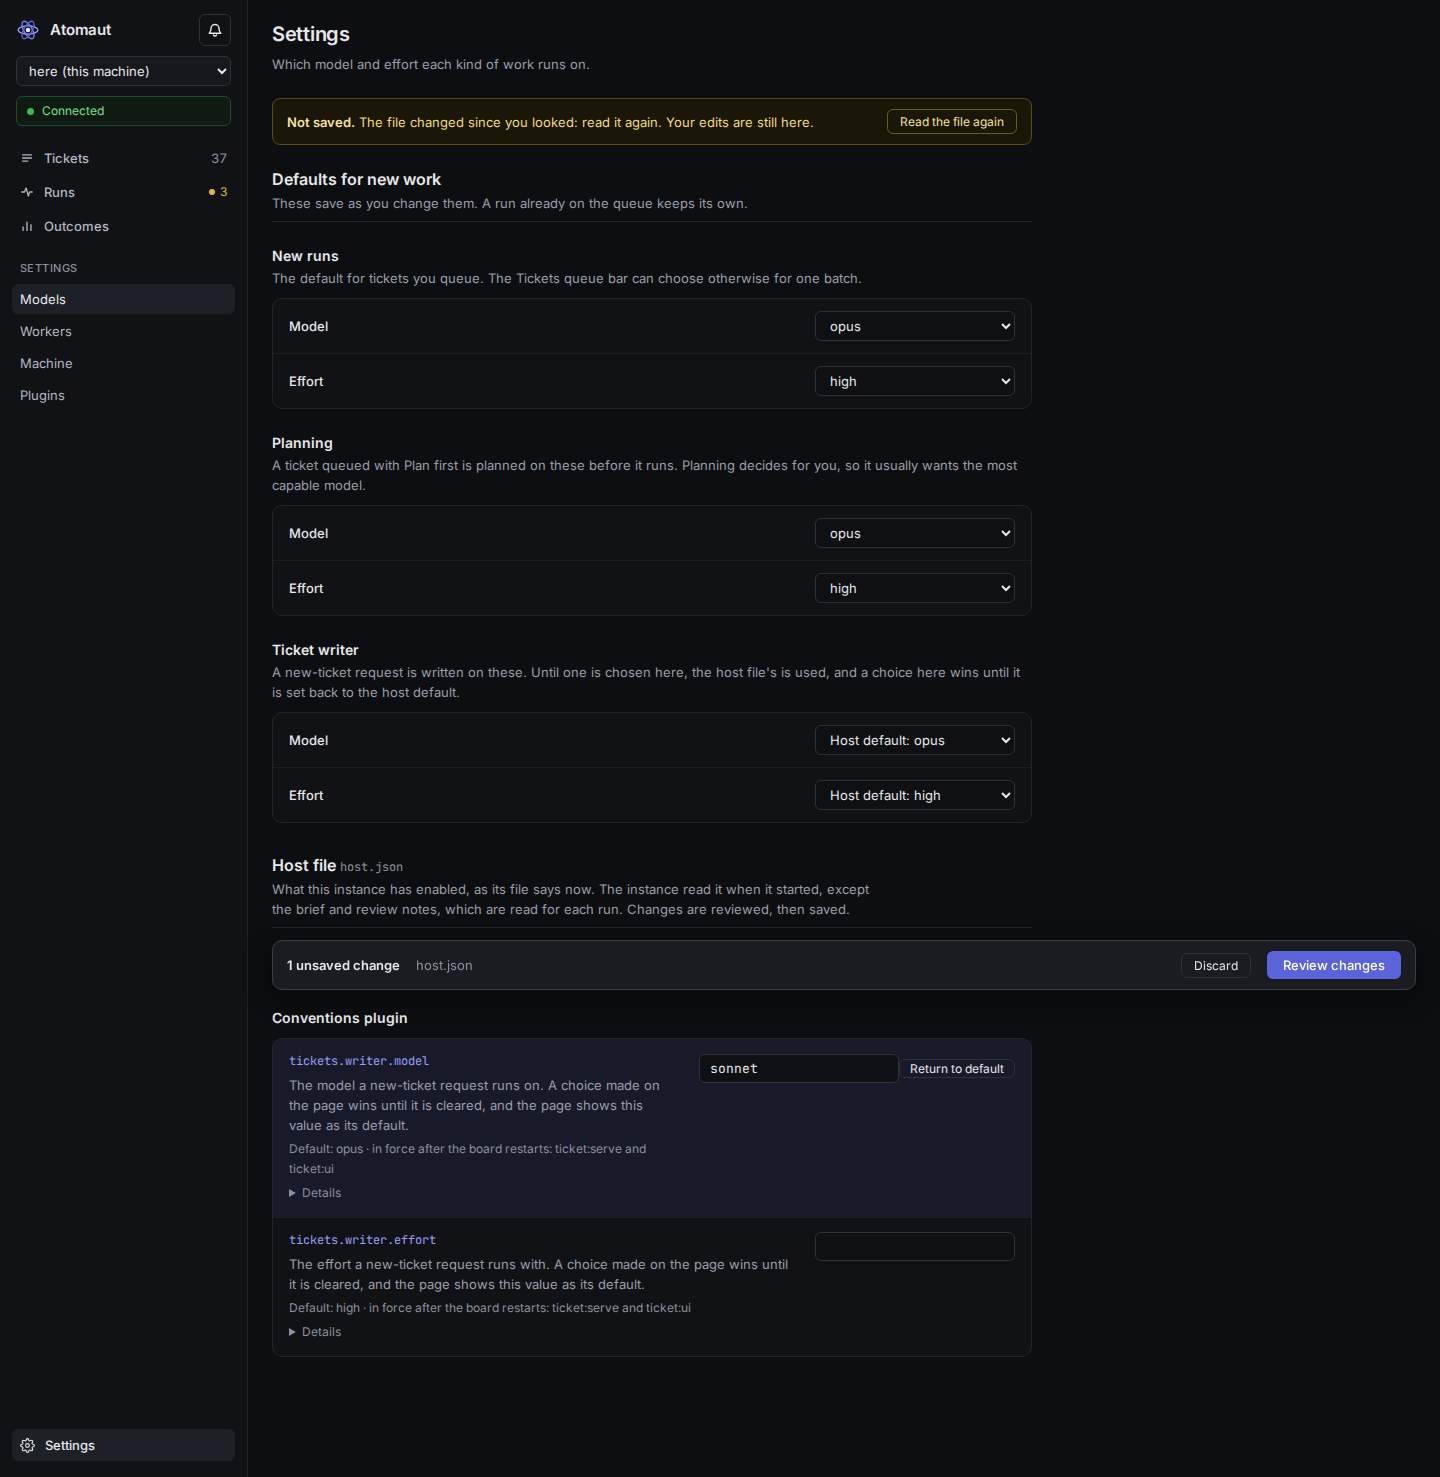 Atomaut
here (this machine)
Connected
Tickets 37
Runs 3
Outcomes
SETTINGS
Models
Workers
Machine
Plugins
Settings
Settings
Which model and effort each kind of work runs on.
Not saved. The file changed since you looked: read it again. Your edits are still here.
Read the file again
Defaults for new work
These save as you change them. A run already on the queue keeps its own.
New runs
The default for tickets you queue. The Tickets queue bar can choose otherwise for one batch.
Model opus
Effort high
Planning
A ticket queued with Plan first is planned on these before it runs. Planning decides for you, so it usually wants the most
capable model.
Model opus
Effort high
Ticket writer
A new-ticket request is written on these. Until one is chosen here, the host file's is used, and a choice here wins until it
is set back to the host default.
Model Host default: opus
Effort Host default: high
Host file host.json
What this instance has enabled, as its file says now. The instance read it when it started, except
the brief and review notes, which are read for each run. Changes are reviewed, then saved.
1 unsaved change host.json Discard Review changes
Conventions plugin
tickets.writer.model
sonnet Return to default
The model a new-ticket request runs on. A choice made on
the page wins until it is cleared, and the page shows this
value as its default.
Default: opus · in force after the board restarts: ticket:serve and
ticket:ui
Details
tickets.writer.effort
The effort a new-ticket request runs with. A choice made on the page wins until
it is cleared, and the page shows this value as its default.
Default: high · in force after the board restarts: ticket:serve and ticket:ui
Details